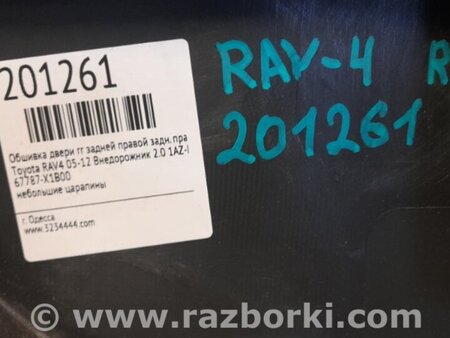 201261
Обшивка двери гг задней правой задн. пра
Toyota RAV4 05-12 Внедорожник 2.0 1AZ-
67787-X1B00
небольшие царапины
г. Одесса
www.3234444.com
RAV-4 R
201261
© www.razborki.com